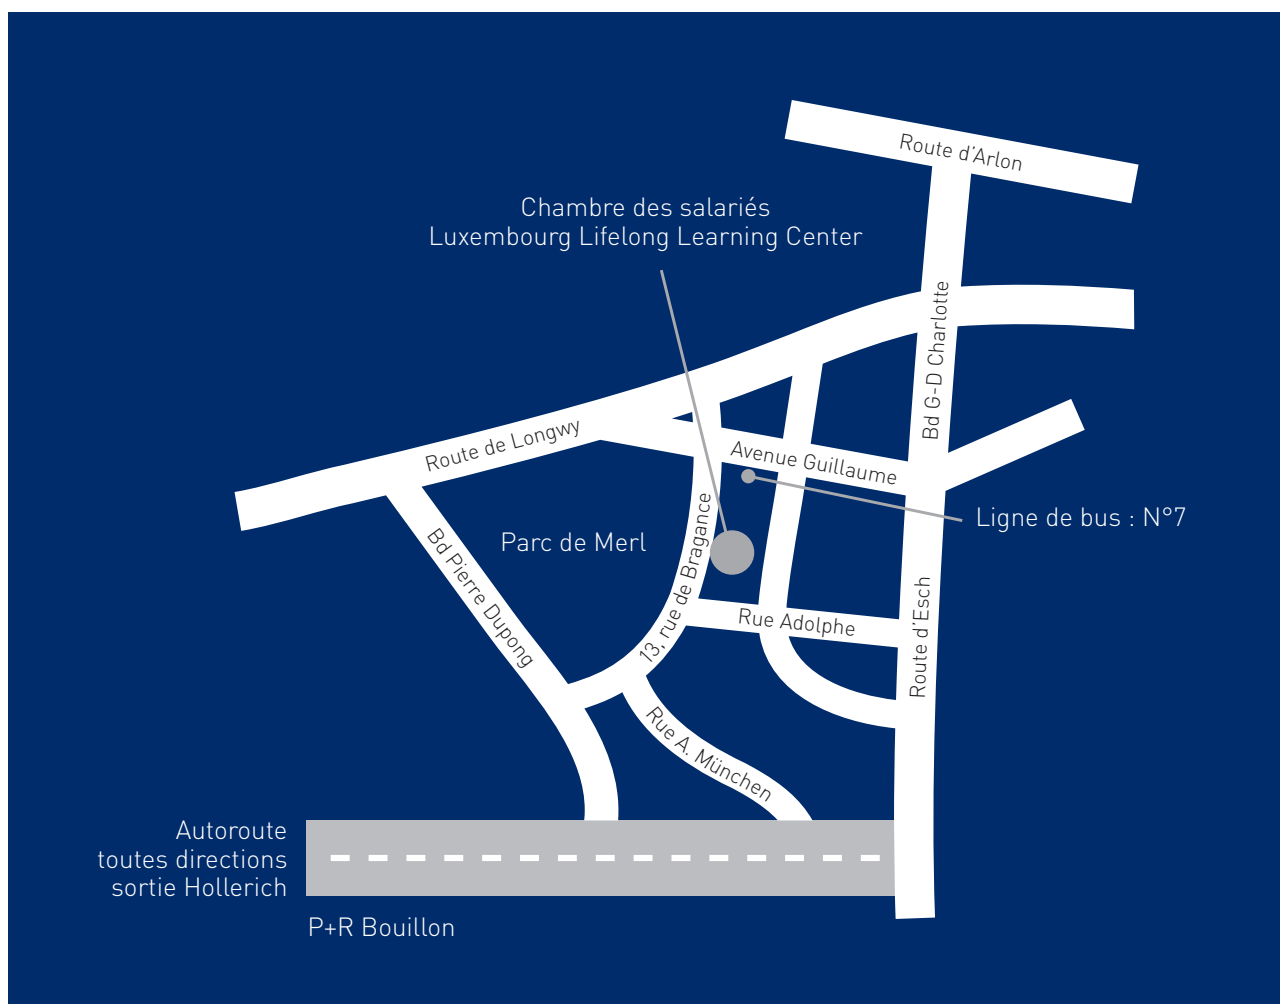 Route d'Arlon
Chambre des salariés
Luxembourg Lifelong Learning Center
Bd G-D Charlotte
Route de Longwy
Avenue Guillaume
Ligne de bus : N°7
Parc de Merl
13, rue de Bragance
Bd Pierre Dupong
Rue Adolphe
Route d'Esch
Rue A. München
Autoroute
toutes directions
sortie Hollerich
P+R Bouillon